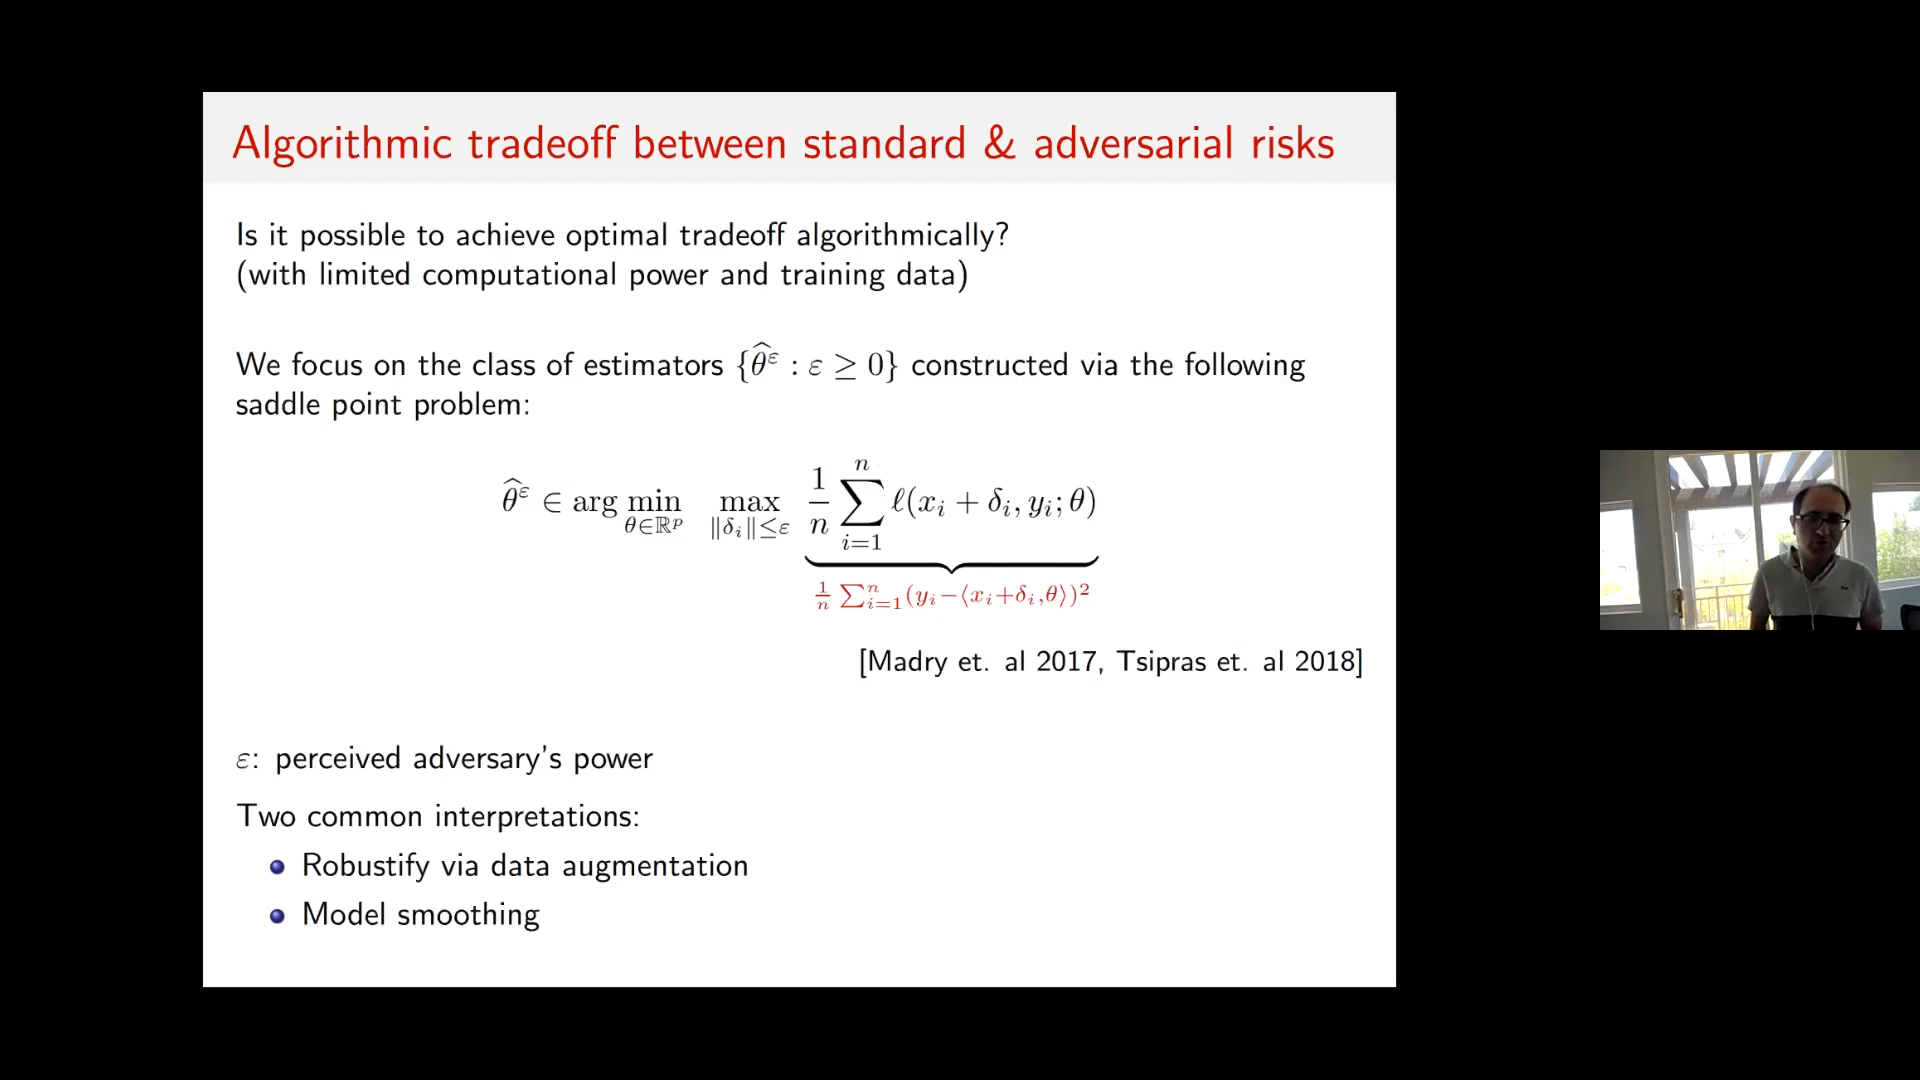 Algorithmic tradeoff between standard & adversarial risks
Is it possible to achieve optimal tradeoff algorithmically?
(with limited computational power and training data)
We focus on the class of estimators {θ̂^ε : ε ≥ 0} constructed via the following
saddle point problem:
θ̂^ε ∈ arg min_{θ∈ℝ^p} max_{‖δ_i‖≤ε} 1/n ∑_{i=1}^{n} ℓ(x_i + δ_i, y_i; θ)
1/n ∑_{i=1}^{n} (y_i−⟨x_i+δ_i,θ⟩)^2
[Madry et. al 2017, Tsipras et. al 2018]
ε: perceived adversary's power
Two common interpretations:
Robustify via data augmentation
Model smoothing